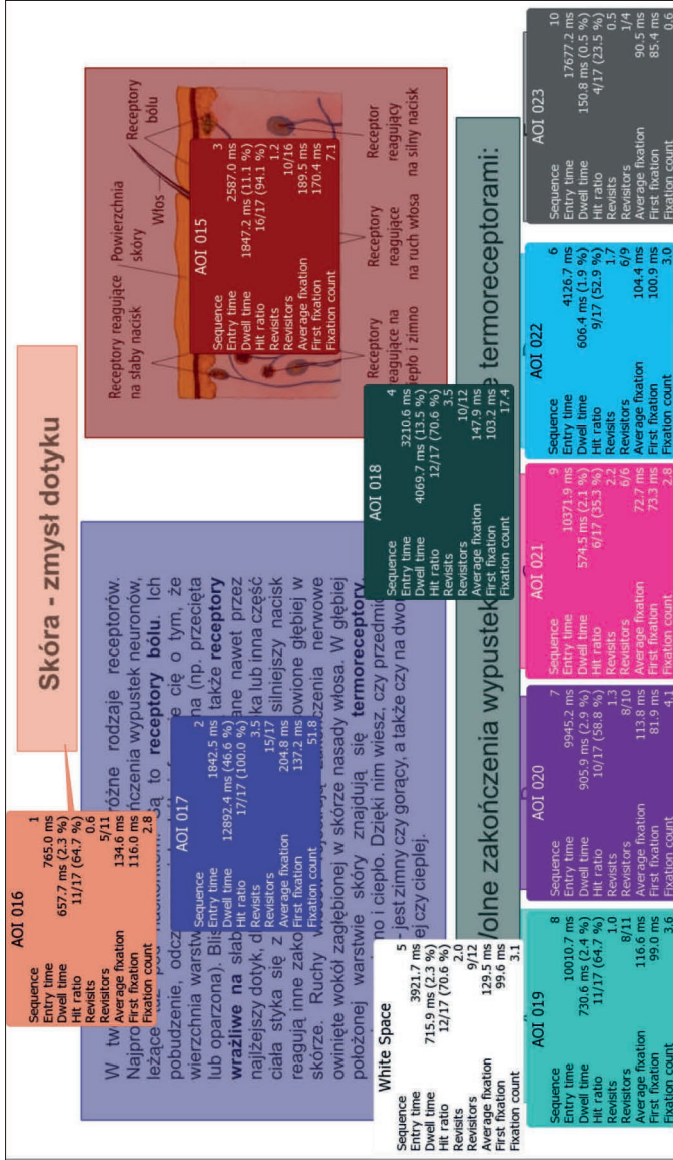 Skóra - zmysł dotyku
AOI 016
Sequence 1
Entry time 765.0 ms
Dwell time 657.7 ms (2.3 %)
Hit ratio 11/17 (64.7 %)
Revisits 0.6
Revisitors 5/11
Average fixation 134.6 ms
First fixation 116.0 ms
Fixation count 2.8
W tw różne rodzaje receptorów.
Najpro ńczenia wypustek neuronów,
leżące Są to receptory bólu. Ich
pobudzenie, odcz cię o tym, że
wierzchnia warstw na (np. przecięta
lub oparzona). Blis także receptory
wrażliwe na słab ane nawet przez
najlżejszy dotyk, d ka lub inna część
ciała styka się z silniejszy nacisk
reagują inne zako owione głębiej w
skórze. Ruchy czenia nerwowe
owinięte wokół zagłębionej w skórze nasady włosa. W głębiej
położonej warstwie skóry znajdują się termoreceptory,
no i ciepło. Dzięki nim wiesz, czy przedmio
- jest zimny czy gorący, a także czy na dwor
ej czy cieplej.
AOI 017
Sequence 2
Entry time 1842.5 ms
Dwell time 12892.4 ms (46.6 %)
Hit ratio 17/17 (100.0 %)
Revisits 3.5
Revisitors 15/17
Average fixation 204.8 ms
First fixation 137.2 ms
Fixation count 51.8
Receptory reagujące na słaby nacisk
Powierzchnia skóry
Włos
Receptory bólu
AOI 015
Sequence 3
Entry time 2587.0 ms
Dwell time 1847.2 ms (11.1 %)
Hit ratio 16/17 (94.1 %)
Revisits 1.2
Revisitors 10/16
Average fixation 189.5 ms
First fixation 170.4 ms
Fixation count 7.1
Receptory reagujące na ciepło i zimno
Receptory reagujące na ruch włosa
Receptor reagujący na silny nacisk
White Space
Sequence 5
Entry time 3921.7 ms
Dwell time 715.9 ms (2.3 %)
Hit ratio 12/17 (70.6 %)
Revisits 2.0
Revisitors 9/12
Average fixation 129.5 ms
First fixation 99.6 ms
Fixation count 3.1
AOI 018
Sequence 4
Entry time 3210.6 ms
Dwell time 4069.7 ms (13.5 %)
Hit ratio 12/17 (70.6 %)
Revisits 3.5
Revisitors 10/12
Average fixation 147.9 ms
First fixation 103.2 ms
Fixation count 17.4
olne zakończenia wypustek e termoreceptorami:
AOI 019
Sequence 8
Entry time 10010.7 ms
Dwell time 730.6 ms (2.4 %)
Hit ratio 11/17 (64.7 %)
Revisits 1.0
Revisitors 8/11
Average fixation 116.6 ms
First fixation 99.0 ms
Fixation count 3.6
AOI 020
Sequence 7
Entry time 9945.2 ms
Dwell time 905.9 ms (2.9 %)
Hit ratio 10/17 (58.8 %)
Revisits 1.3
Revisitors 8/10
Average fixation 113.8 ms
First fixation 81.9 ms
Fixation count 4.1
AOI 021
Sequence 9
Entry time 10371.9 ms
Dwell time 574.5 ms (2.1 %)
Hit ratio 6/17 (35.3 %)
Revisits 2.2
Revisitors 6/6
Average fixation 72.7 ms
First fixation 73.3 ms
Fixation count 2.8
AOI 022
Sequence 6
Entry time 4126.7 ms
Dwell time 606.4 ms (1.9 %)
Hit ratio 9/17 (52.9 %)
Revisits 1.7
Revisitors 6/9
Average fixation 104.4 ms
First fixation 100.9 ms
Fixation count 3.0
AOI 023
Sequence 10
Entry time 17677.2 ms
Dwell time 150.8 ms (0.5 %)
Hit ratio 4/17 (23.5 %)
Revisits 0.5
Revisitors 1/4
Average fixation 90.5 ms
First fixation 85.4 ms
Fixation count 0.6